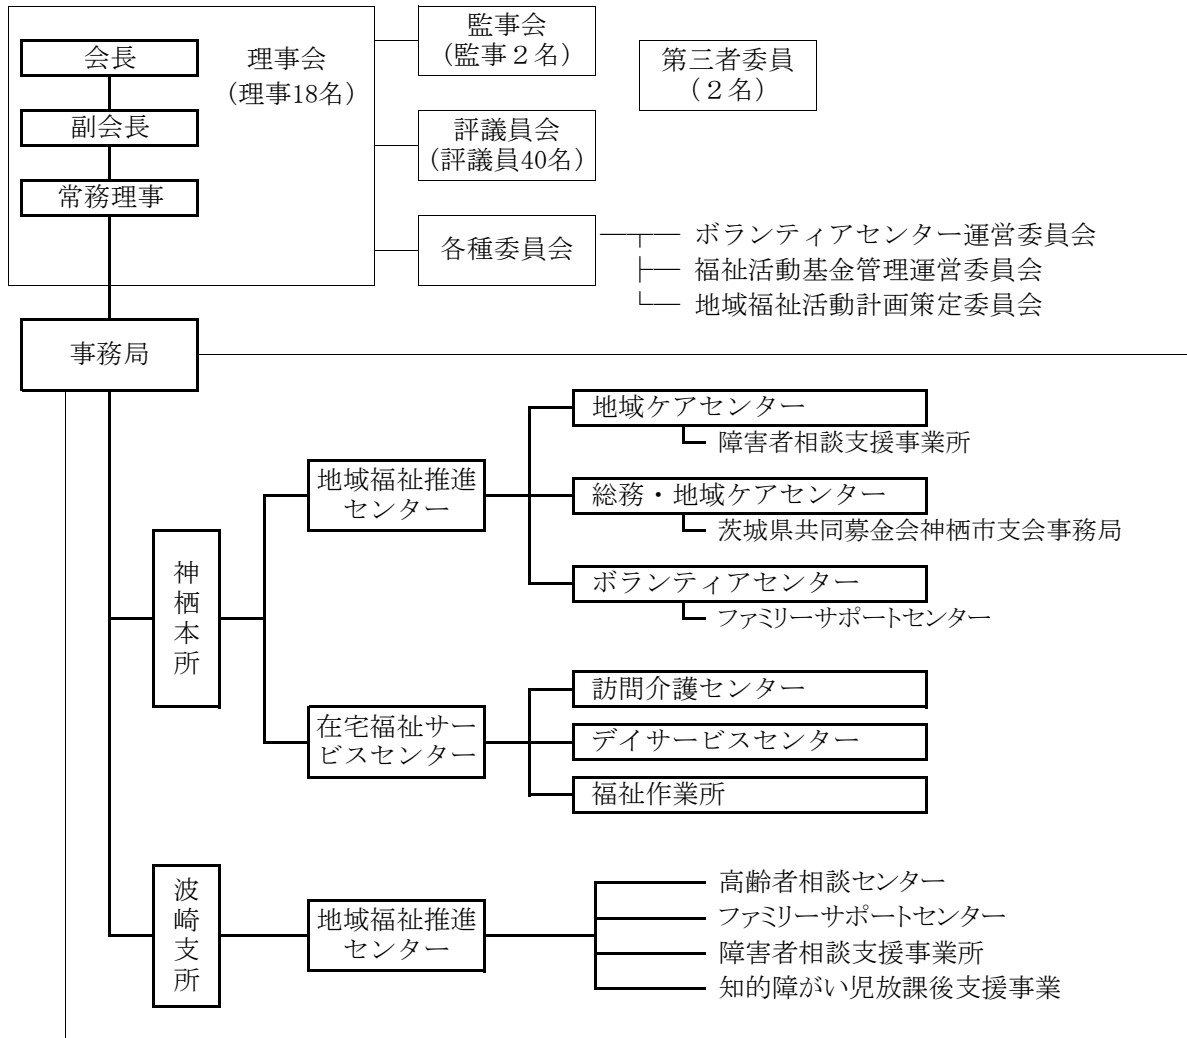 会長
副会長
常務理事
理事会
(理事18名)
監事会
(監事２名)
第三者委員
(２名)
評議員会
(評議員40名)
各種委員会
ボランティアセンター運営委員会
福祉活動基金管理運営委員会
地域福祉活動計画策定委員会
事務局
神栖本所
地域福祉推進
センター
地域ケアセンター
障害者相談支援事業所
総務・地域ケアセンター
茨城県共同募金会神栖市支会事務局
ボランティアセンター
ファミリーサポートセンター
在宅福祉サー
ビスセンター
訪問介護センター
デイサービスセンター
福祉作業所
波崎支所
地域福祉推進
センター
高齢者相談センター
ファミリーサポートセンター
障害者相談支援事業所
知的障がい児放課後支援事業